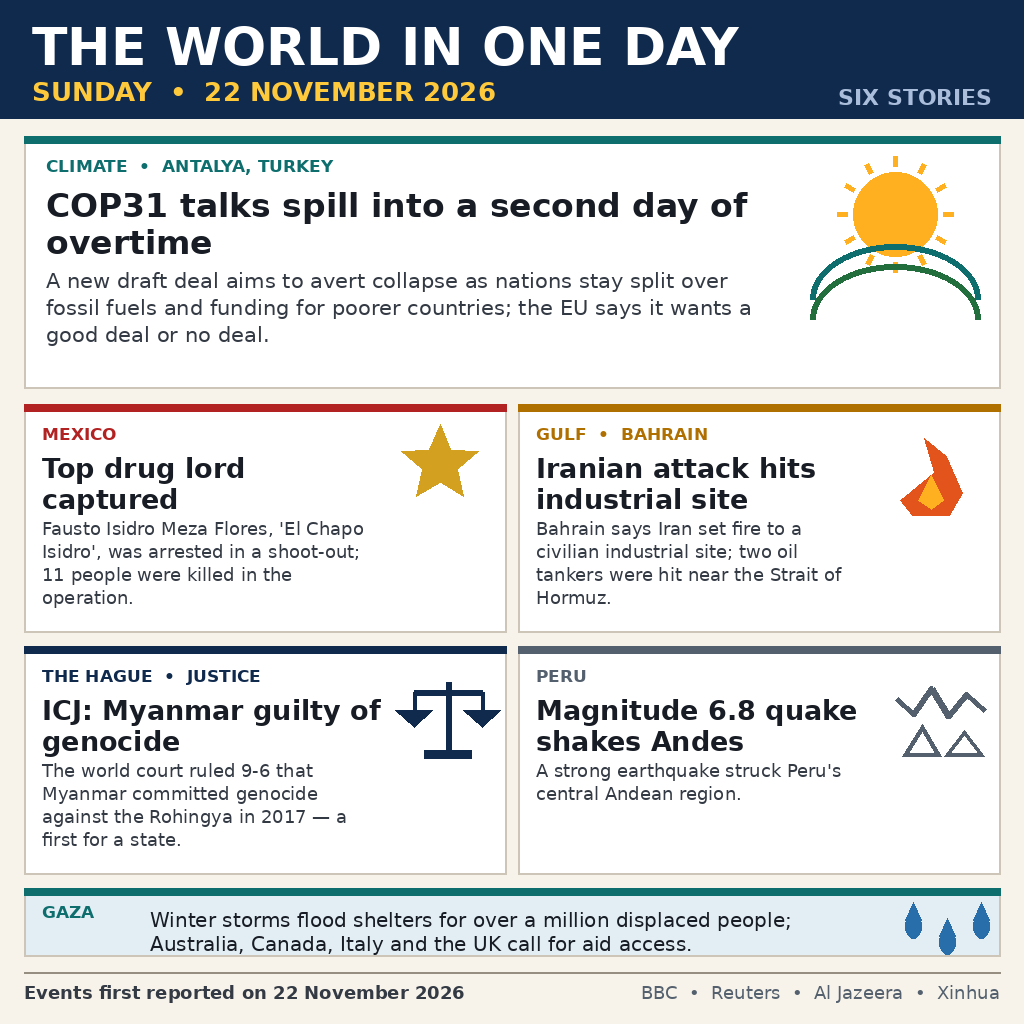 THE WORLD IN ONE DAY
SUNDAY • 22 NOVEMBER 2026
SIX STORIES
CLIMATE • ANTALYA, TURKEY
COP31 talks spill into a second day of
overtime
A new draft deal aims to avert collapse as nations stay split over
fossil fuels and funding for poorer countries; the EU says it wants a
good deal or no deal.
MEXICO
Top drug lord
captured
Fausto Isidro Meza Flores, 'El Chapo
Isidro', was arrested in a shoot-out;
11 people were killed in the
operation.
GULF • BAHRAIN
Iranian attack hits
industrial site
Bahrain says Iran set fire to a
civilian industrial site; two oil
tankers were hit near the Strait of
Hormuz.
THE HAGUE • JUSTICE
ICJ: Myanmar guilty of
genocide
The world court ruled 9-6 that
Myanmar committed genocide
against the Rohingya in 2017 — a
first for a state.
PERU
Magnitude 6.8 quake
shakes Andes
A strong earthquake struck Peru's
central Andean region.
GAZA
Winter storms flood shelters for over a million displaced people;
Australia, Canada, Italy and the UK call for aid access.
Events first reported on 22 November 2026
BBC • Reuters • Al Jazeera • Xinhua